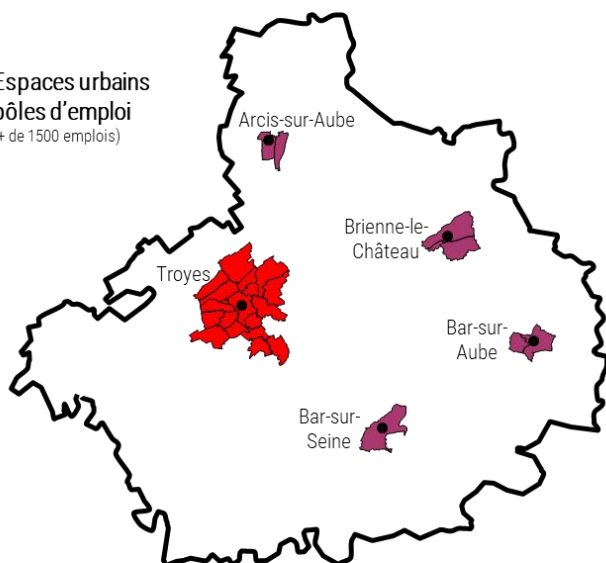 Espaces urbains
pôles d'emploi
(+ de 1500 emplois)
Arcis-sur-Aube
Brienne-le-
Château
Troyes
Bar-sur-
Aube
Bar-sur-
Seine